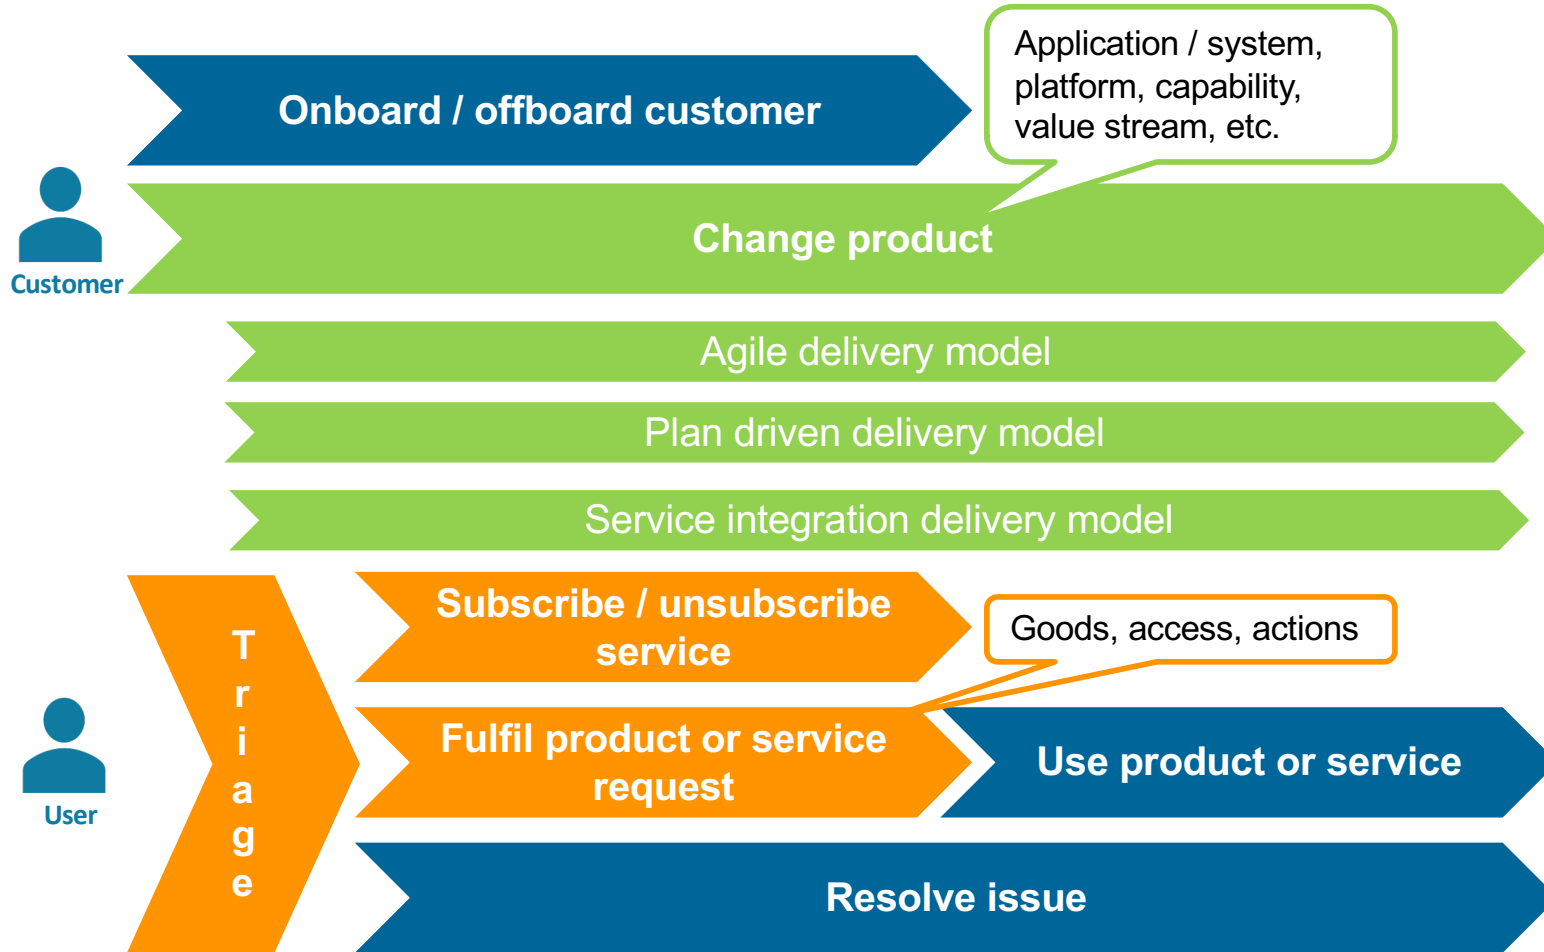 Application / system,
platform, capability,
value stream, etc.
Onboard / offboard customer
Change product
Customer
Agile delivery model
Plan driven delivery model
Service integration delivery model
Triage
Subscribe / unsubscribe
service
Goods, access, actions
Fulfil product or service
request
Use product or service
User
Resolve issue